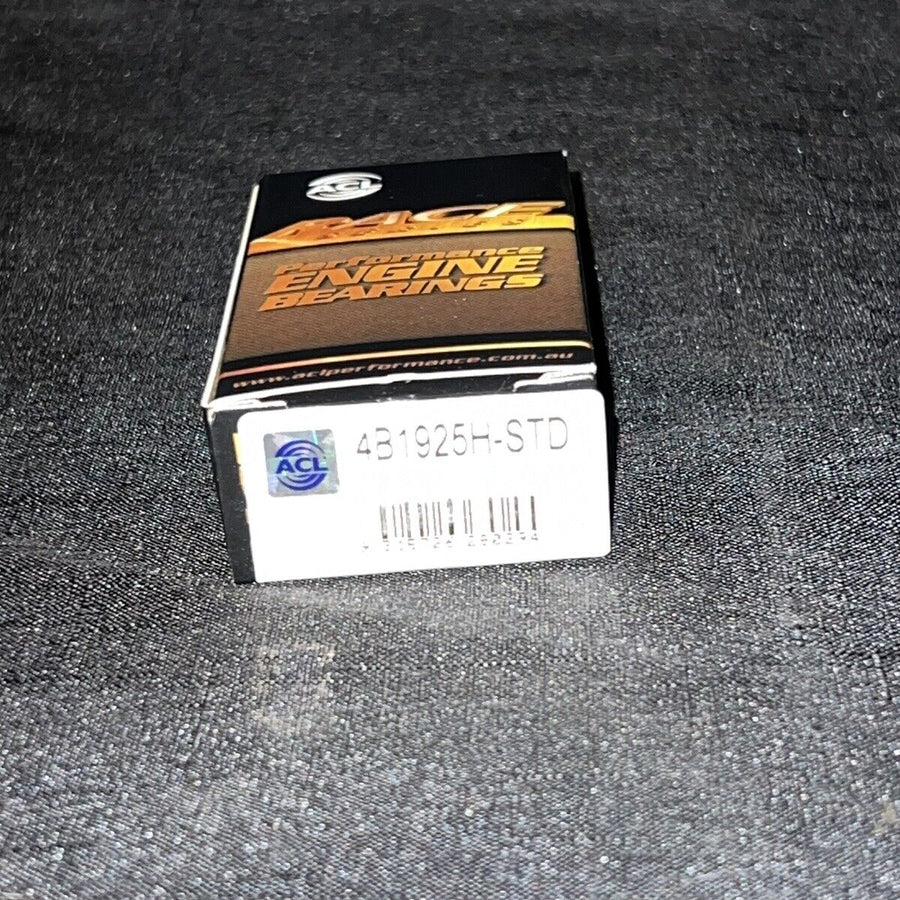 ACL
RACE
Performance
ENGINE
BEARINGS
www.aclperformance.com.au
ACL
4B1925H-STD